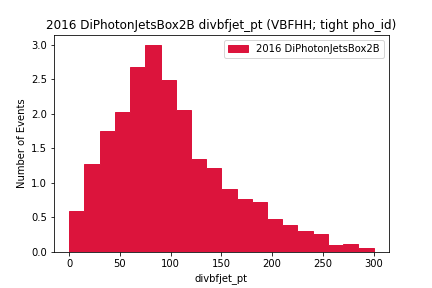 2016 DiPhotonJetsBox2B divbfjet_pt (VBFHH; tight pho_id)
2016 DiPhotonJetsBox2B
Number of Events
3.0
2.5
2.0
1.5
1.0
0.5
0.0
0 50 100 150 200 250 300
divbfjet_pt